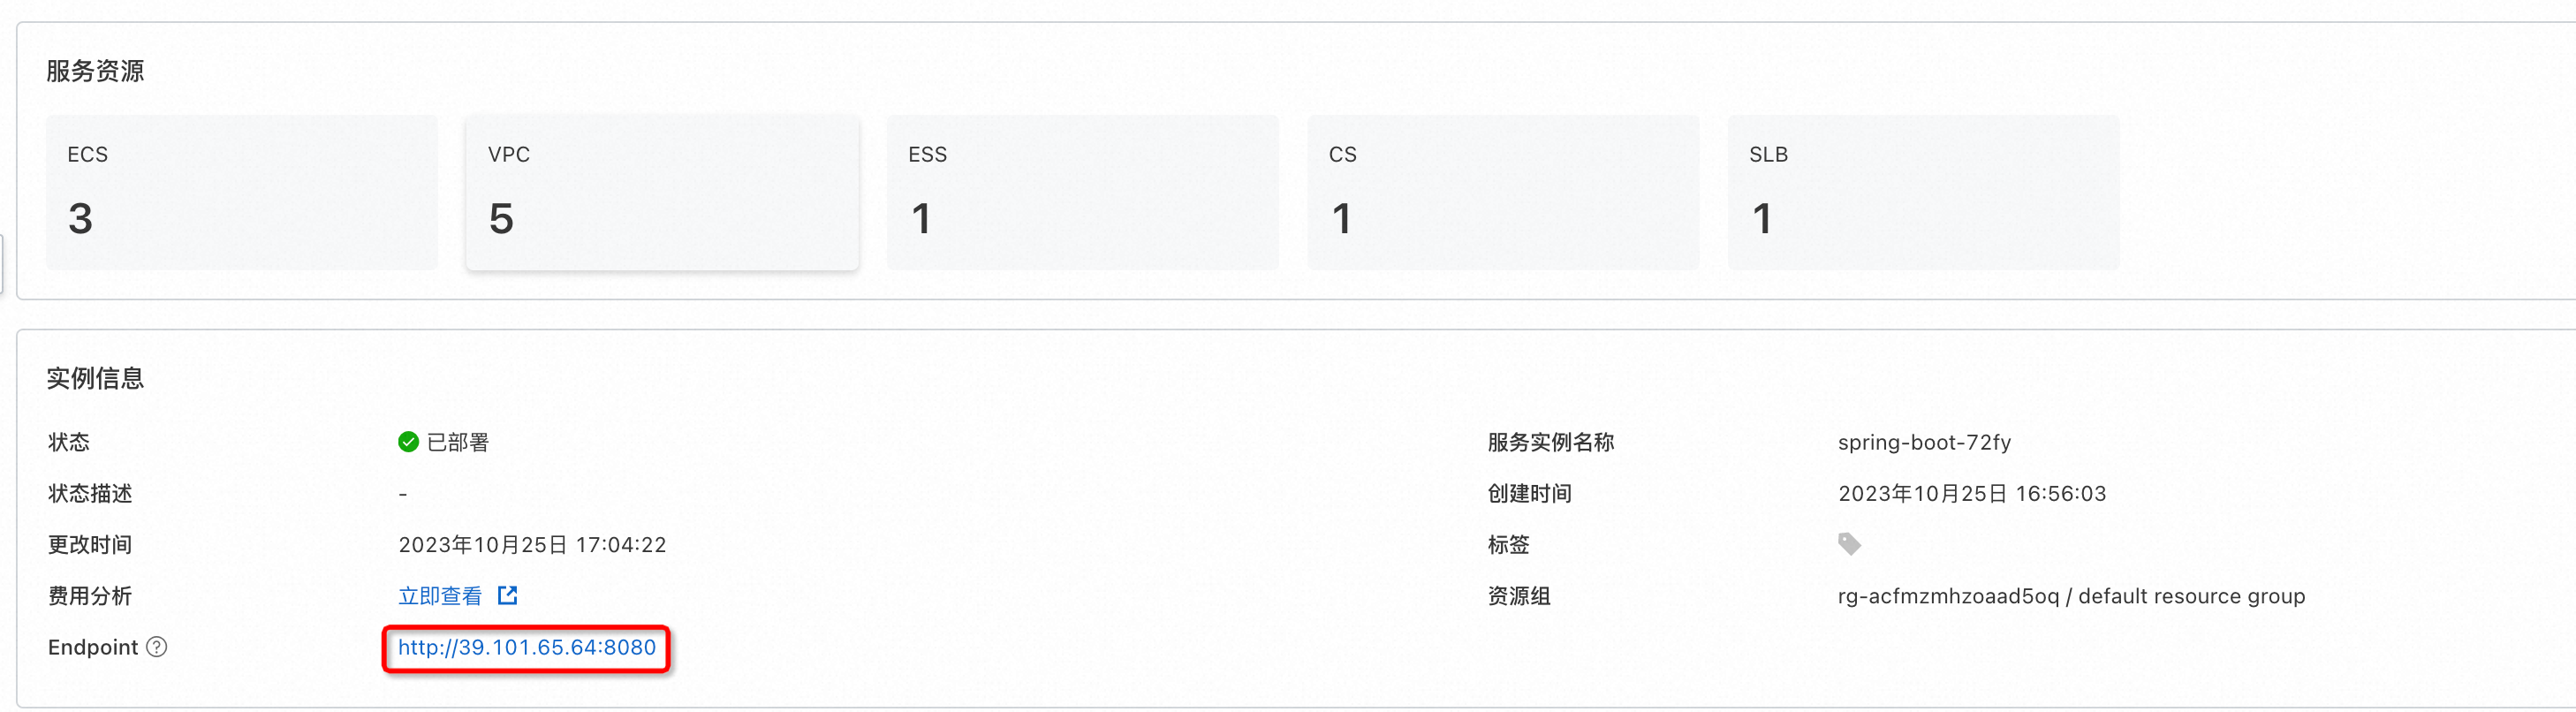 服务资源
ECS
VPC
ESS
CS
SLB
3
5
1
1
1
实例信息
状态
已部署
服务实例名称
spring-boot-72fy
状态描述
-
创建时间
2023年10月25日 16:56:03
更改时间
2023年10月25日 17:04:22
标签
费用分析
立即查看
资源组
rg-acfmzmhzoaad5oq / default resource group
Endpoint ?
http://39.101.65.64:8080